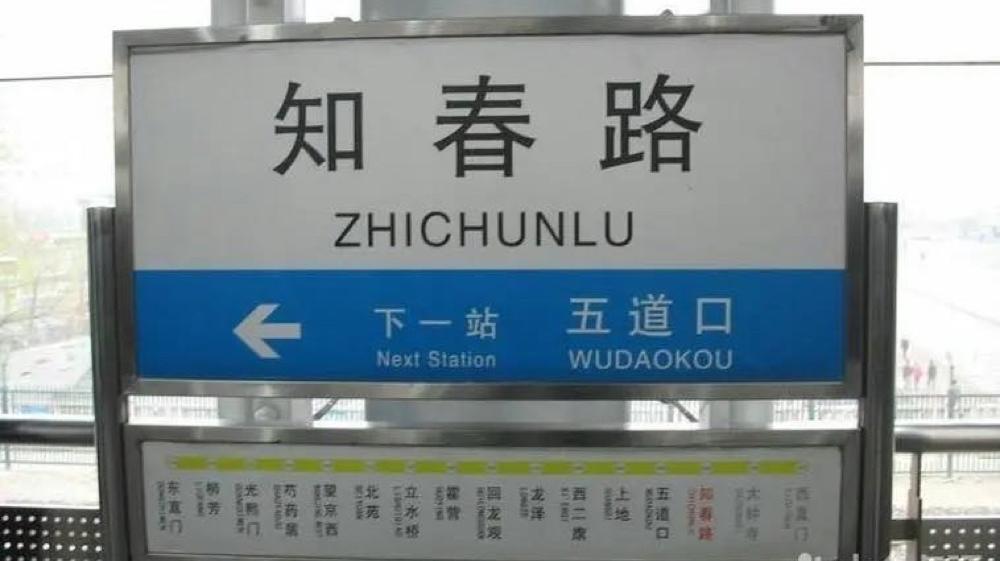 知春路
ZHICHUNLU
下一站 五道口
Next Station WUDAOKOU
东直门
柳芳
光熙门
芍药居
望京西
北苑
立水桥
霍营
回龙观
龙泽
西二旗
上地
五道口
知春路
大钟寺
西直门